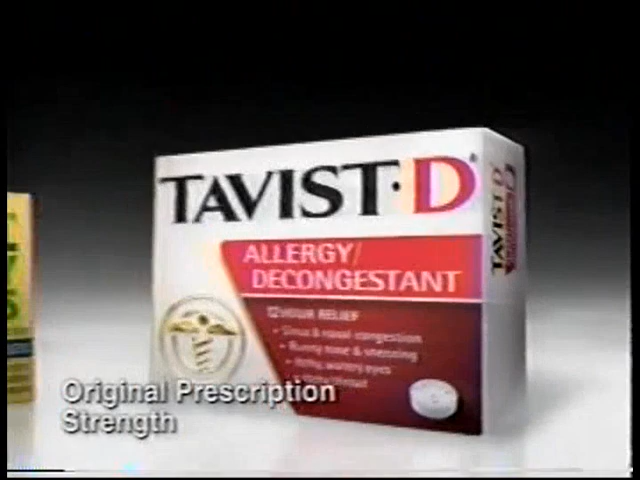 TAVIST·D®
ALLERGY/
DECONGESTANT
12 HOUR RELIEF
• Sinus & nasal congestion
• Runny nose & sneezing
• Itchy, watery eyes
TAVIST·D
Original Prescription
Strength